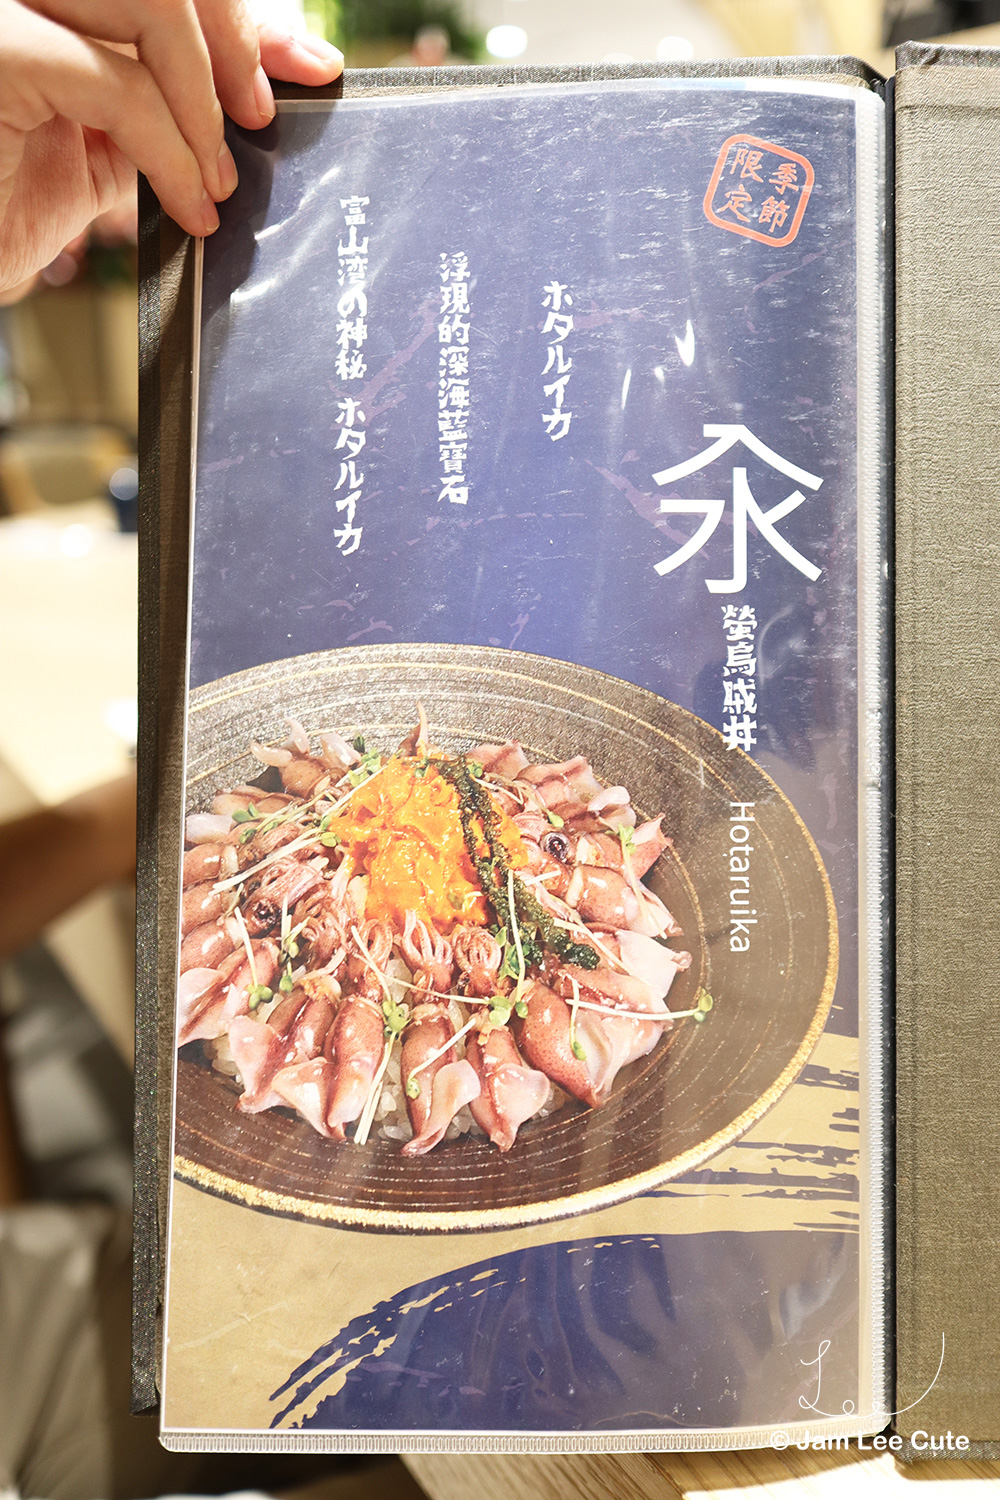 季節
限定
氽
螢烏賊丼 Hotaruika
ホタルイカ
浮現的深海藍寶石
富山湾の神秘 ホタルイカ
Lee
© Jam Lee Cute